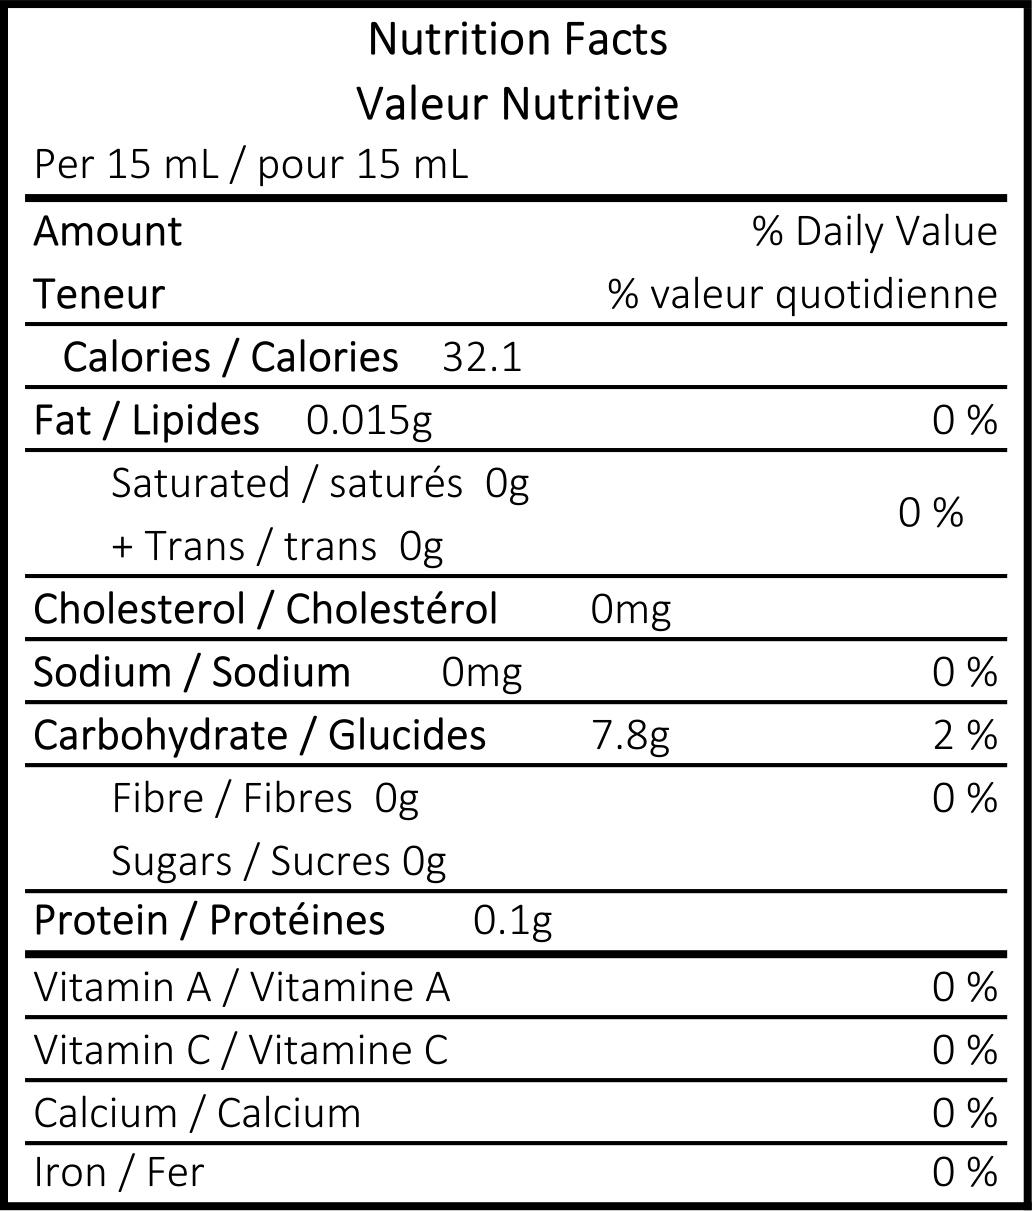 Nutrition Facts
Valeur Nutritive
Per 15 mL / pour 15 mL
Amount % Daily Value
Teneur % valeur quotidienne
Calories / Calories 32.1
Fat / Lipides 0.015g 0 %
Saturated / saturés 0g
0 %
+ Trans / trans 0g
Cholesterol / Cholestérol 0mg
Sodium / Sodium 0mg 0 %
Carbohydrate / Glucides 7.8g 2 %
Fibre / Fibres 0g 0 %
Sugars / Sucres 0g
Protein / Protéines 0.1g
Vitamin A / Vitamine A 0 %
Vitamin C / Vitamine C 0 %
Calcium / Calcium 0 %
Iron / Fer 0 %